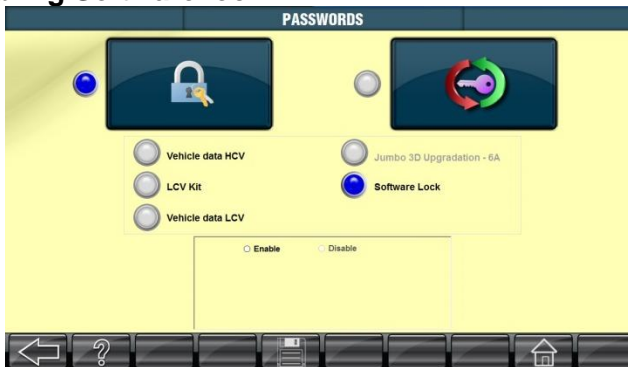 PASSWORDS
Vehicle data HCV
Jumbo 3D Upgradation - 6A
LCV Kit
Software Lock
Vehicle data LCV
Enable
Disable